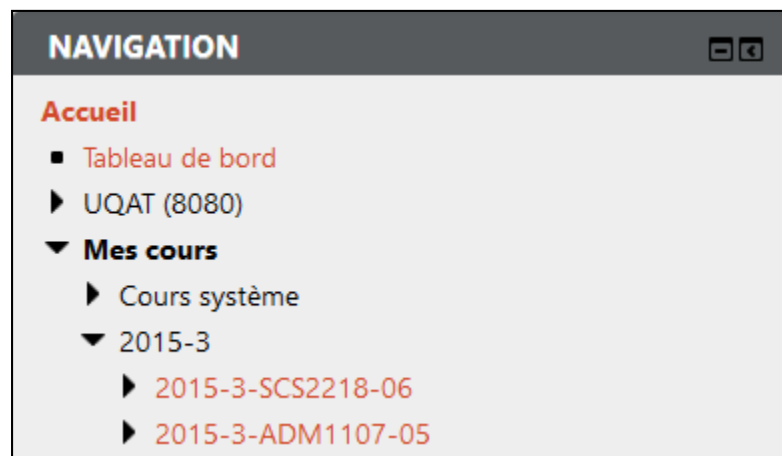 NAVIGATION
Accueil
Tableau de bord
UQAT (8080)
Mes cours
Cours système
2015-3
2015-3-SCS2218-06
2015-3-ADM1107-05